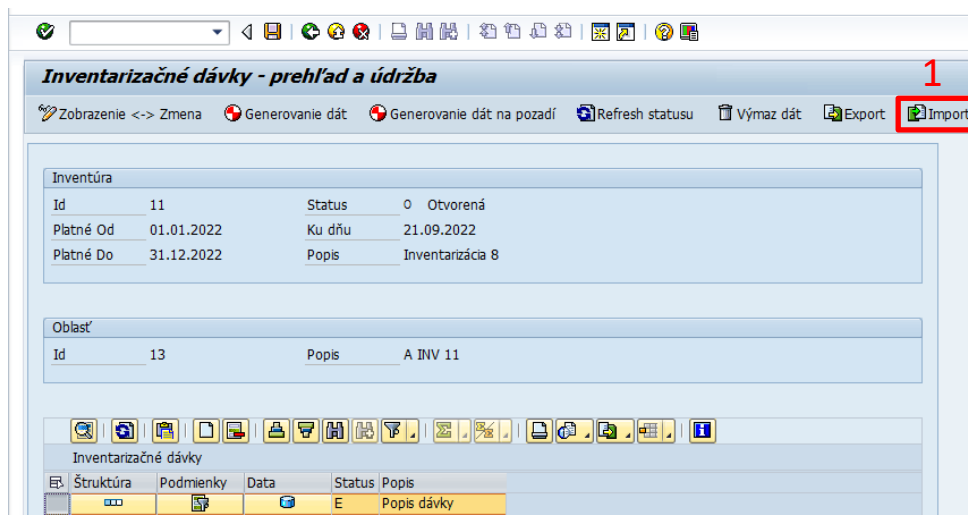 Inventarizačné dávky - prehľad a údržba
1
Zobrazenie <-> Zmena Generovanie dát Generovanie dát na pozadí Refresh statusu Výmaz dát Export Import
Inventúra
Id 11 Status O Otvorená
Platné Od 01.01.2022 Ku dňu 21.09.2022
Platné Do 31.12.2022 Popis Inventarizácia 8
Oblasť
Id 13 Popis A INV 11
Inventarizačné dávky
Štruktúra Podmienky Data Status Popis
E Popis dávky